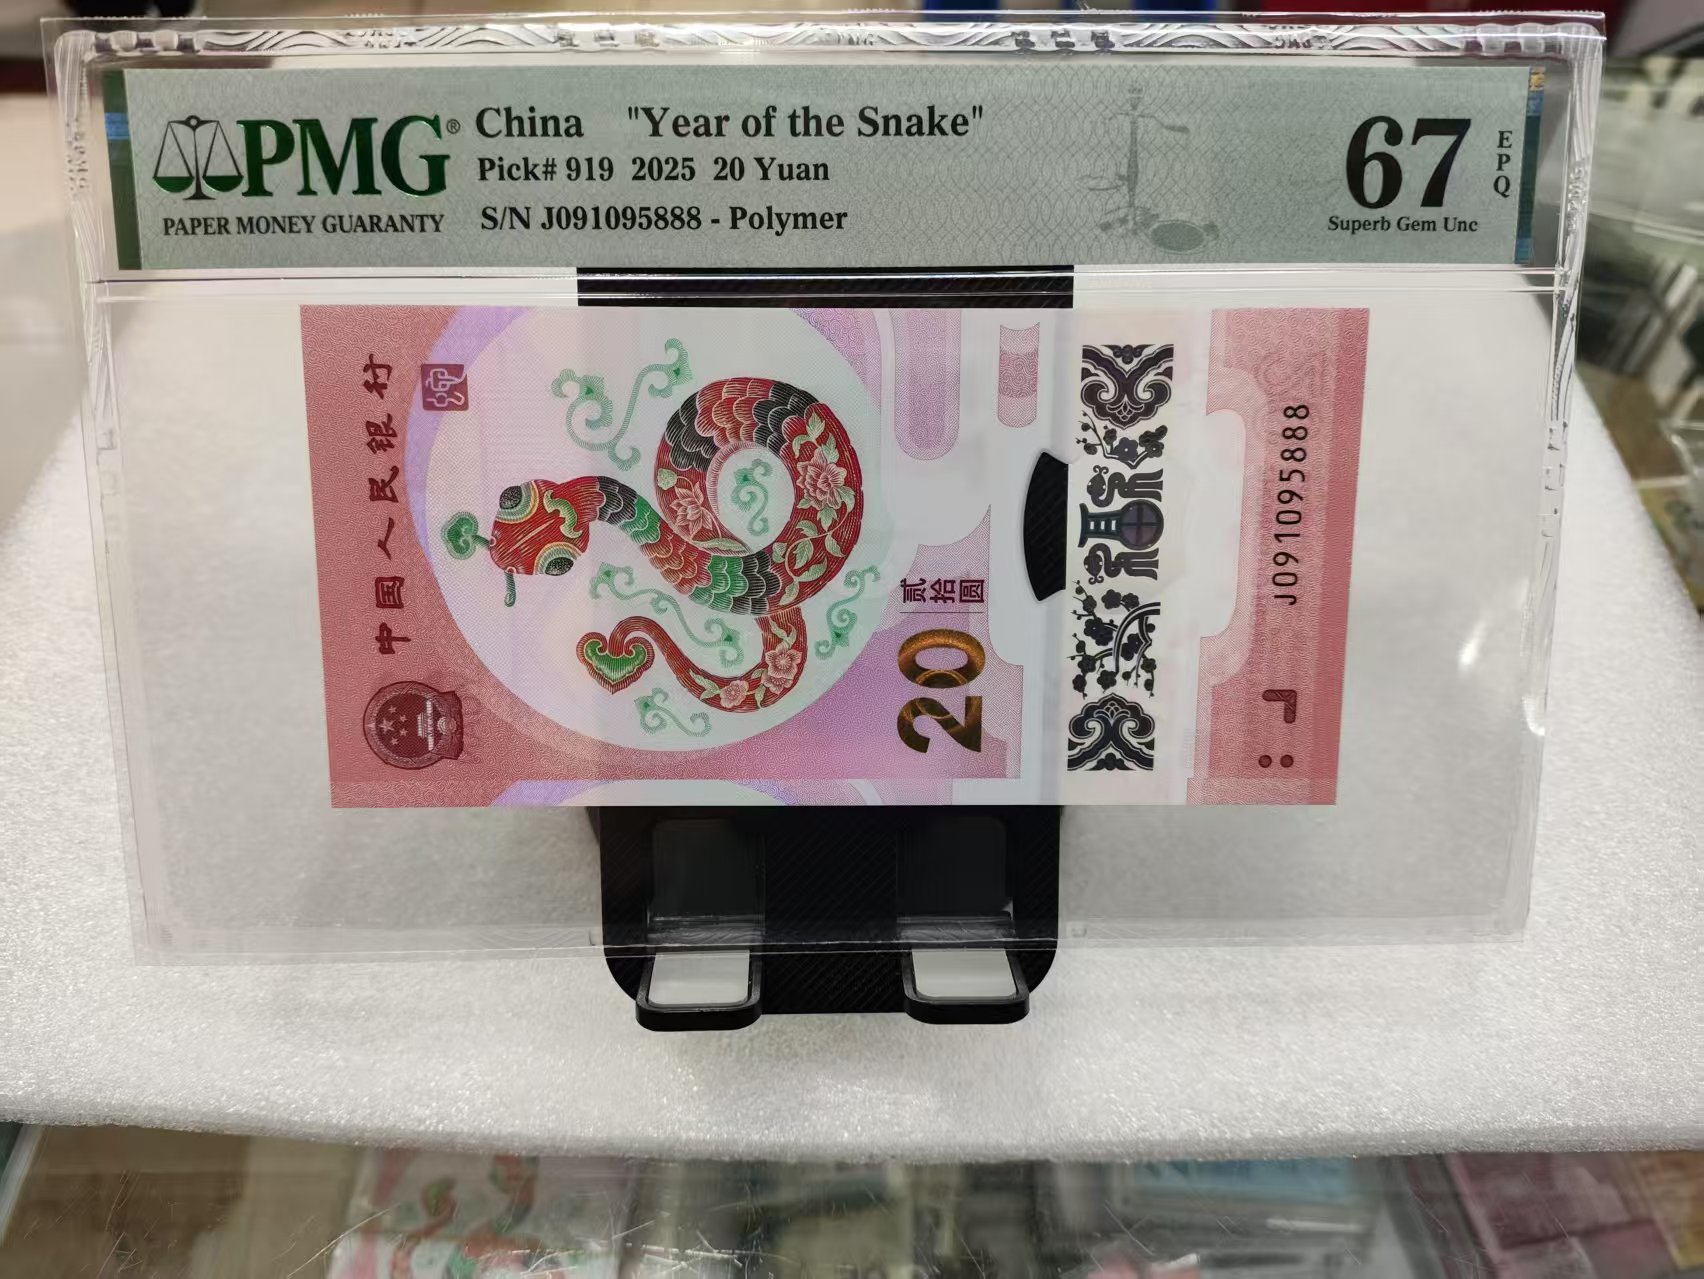 PMG®
PAPER MONEY GUARANTY
China "Year of the Snake"
Pick# 919 2025 20 Yuan
S/N J091095888 - Polymer
67
EPQ
Superb Gem Unc
中国人民银行
贰拾圆
20
J091095888